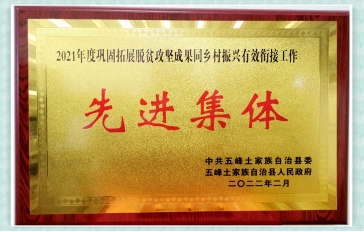 2021年度巩固拓展脱贫攻坚成果同乡村振兴有效衔接工作
先进集体
中共五峰土家族自治县委
五峰土家族自治县人民政府
二〇二二年二月